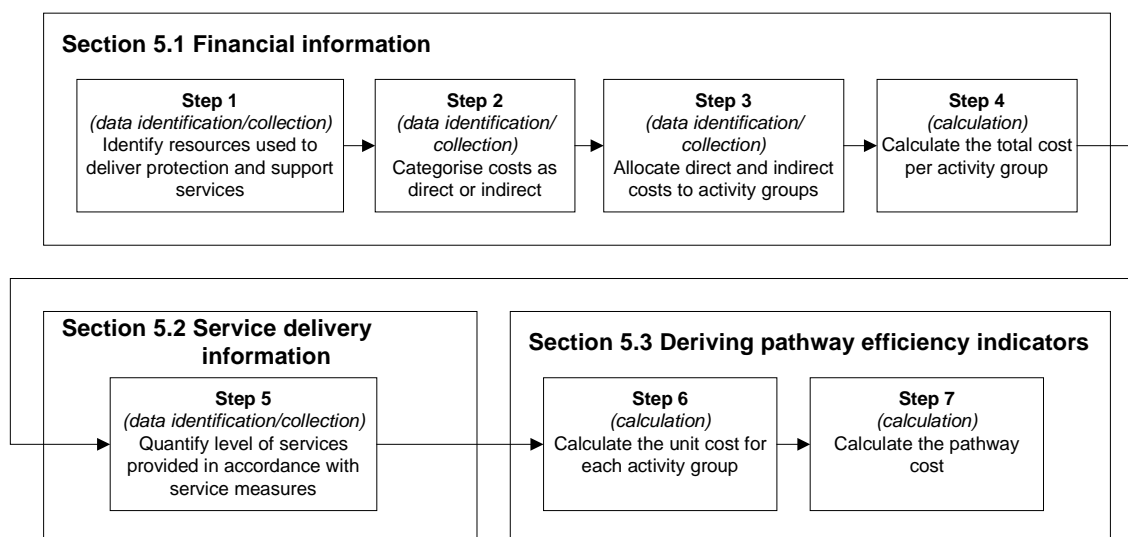 Section 5.1 Financial information
Step 1
(data identification/collection)
Identify resources used to
deliver protection and support
services
Step 2
(data identification/
collection)
Categorise costs as
direct or indirect
Step 3
(data identification/
collection)
Allocate direct and indirect
costs to activity groups
Step 4
(calculation)
Calculate the total cost
per activity group
Section 5.2 Service delivery
information
Step 5
(data identification/collection)
Quantify level of services
provided in accordance with
service measures
Section 5.3 Deriving pathway efficiency indicators
Step 6
(calculation)
Calculate the unit cost for
each activity group
Step 7
(calculation)
Calculate the pathway
cost